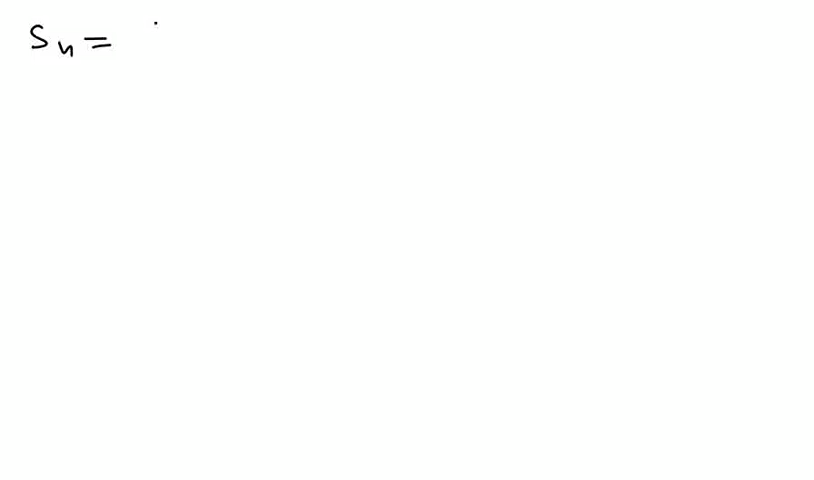 Sₙ =